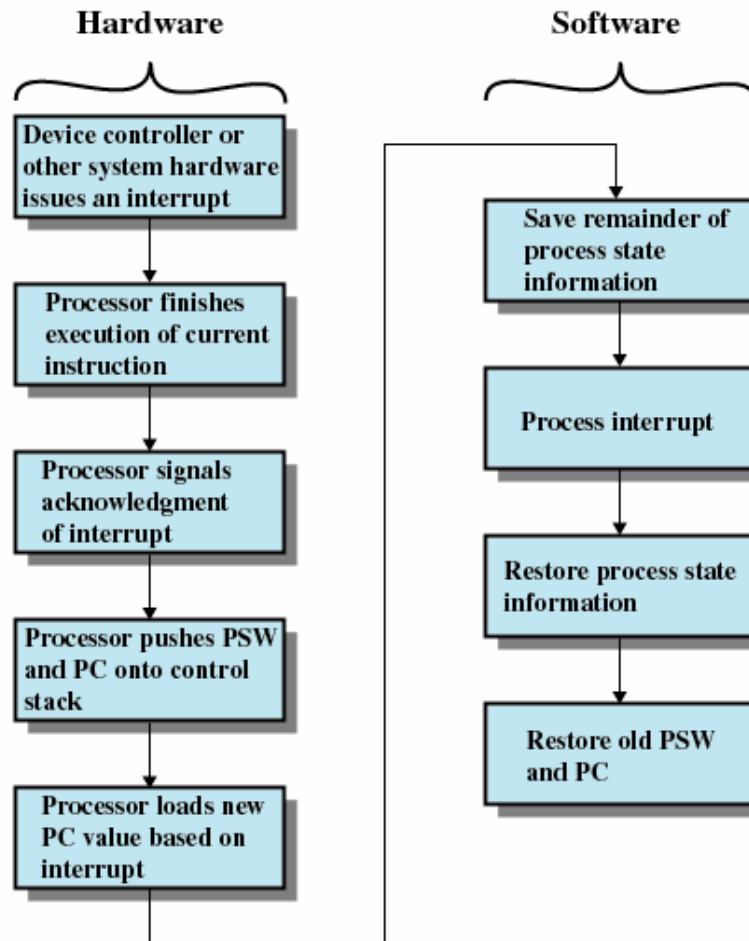 Hardware
Device controller or
other system hardware
issues an interrupt
Processor finishes
execution of current
instruction
Processor signals
acknowledgment
of interrupt
Processor pushes PSW
and PC onto control
stack
Processor loads new
PC value based on
interrupt
Software
Save remainder of
process state
information
Process interrupt
Restore process state
information
Restore old PSW
and PC